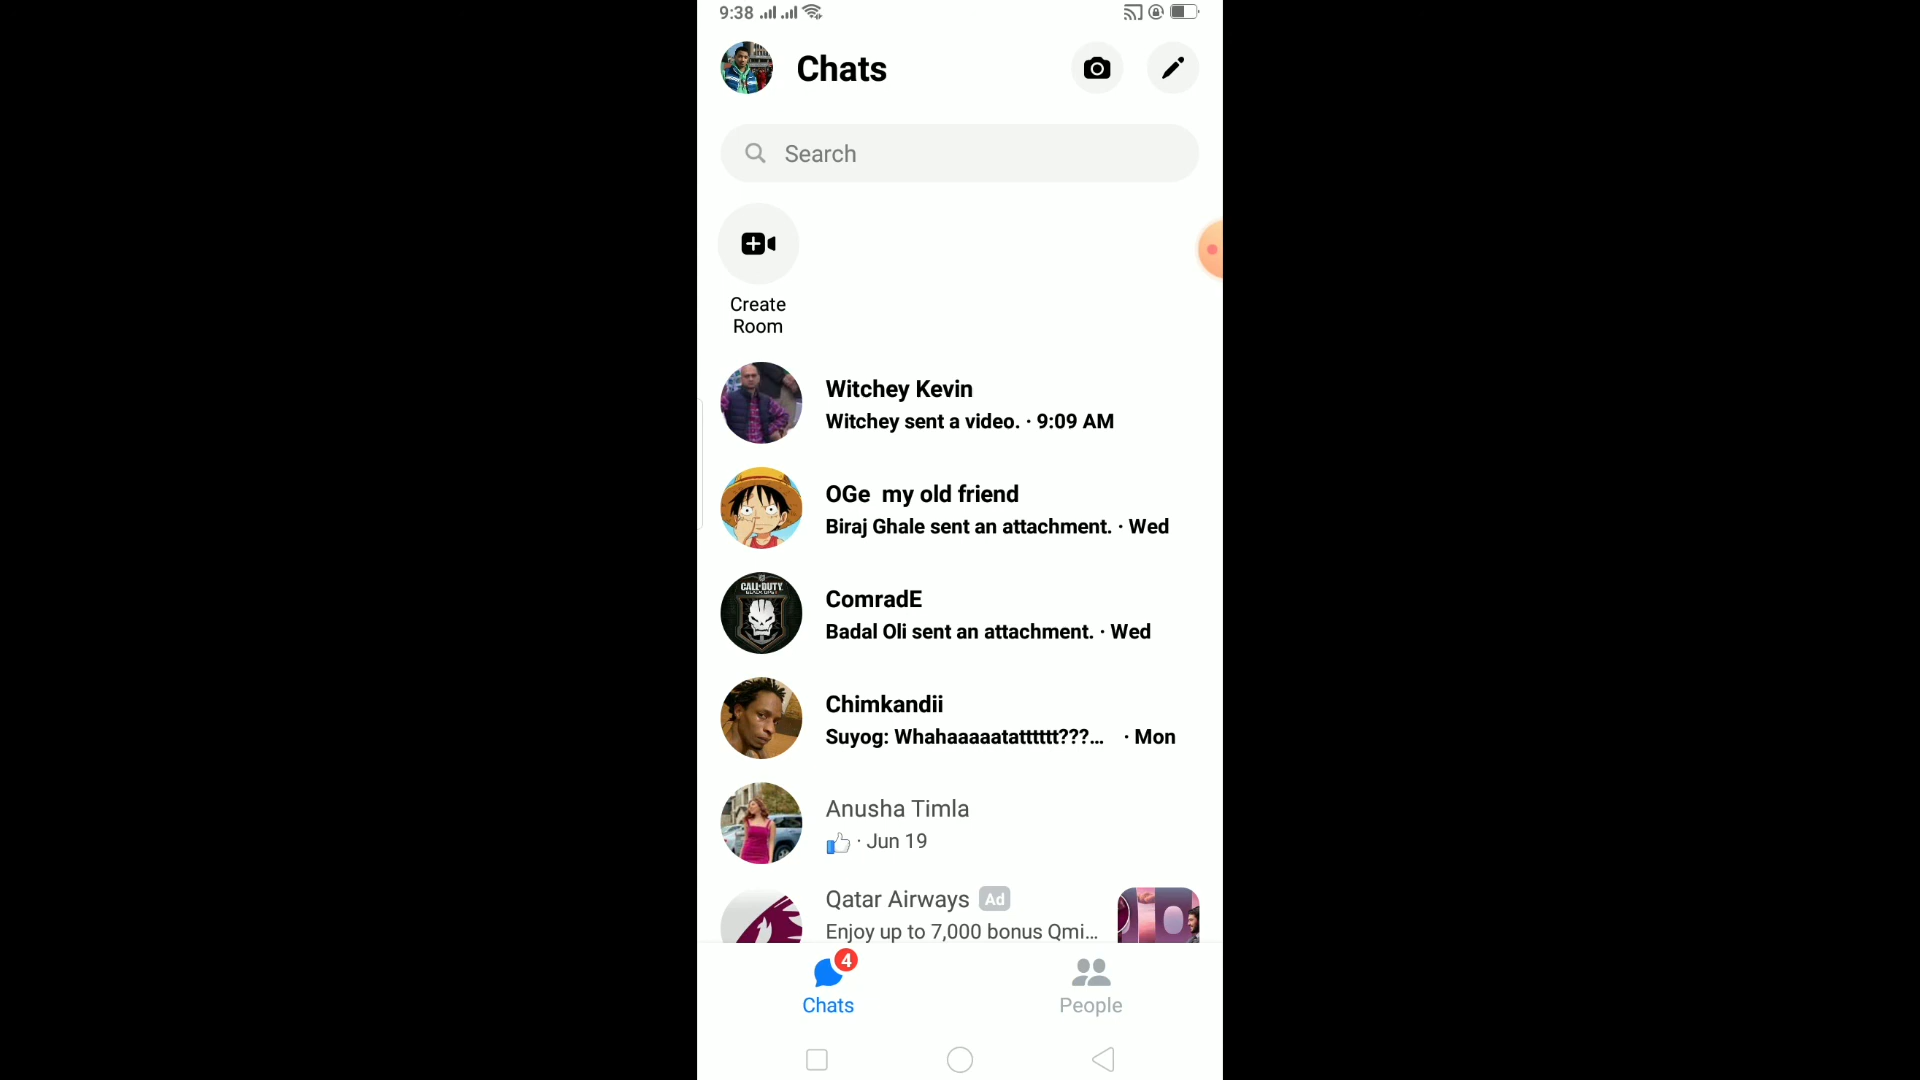 9:38
Chats
Search
Create
Room
Witchey Kevin
Witchey sent a video. · 9:09 AM
OGe  my old friend
Biraj Ghale sent an attachment. · Wed
CALL·DUTY
ComradE
Badal Oli sent an attachment. · Wed
Chimkandii
Suyog: Whahaaaaatatttttt???... · Mon
Anusha Timla
👍 · Jun 19
Qatar Airways Ad
Enjoy up to 7,000 bonus Qmi...
4
Chats
People